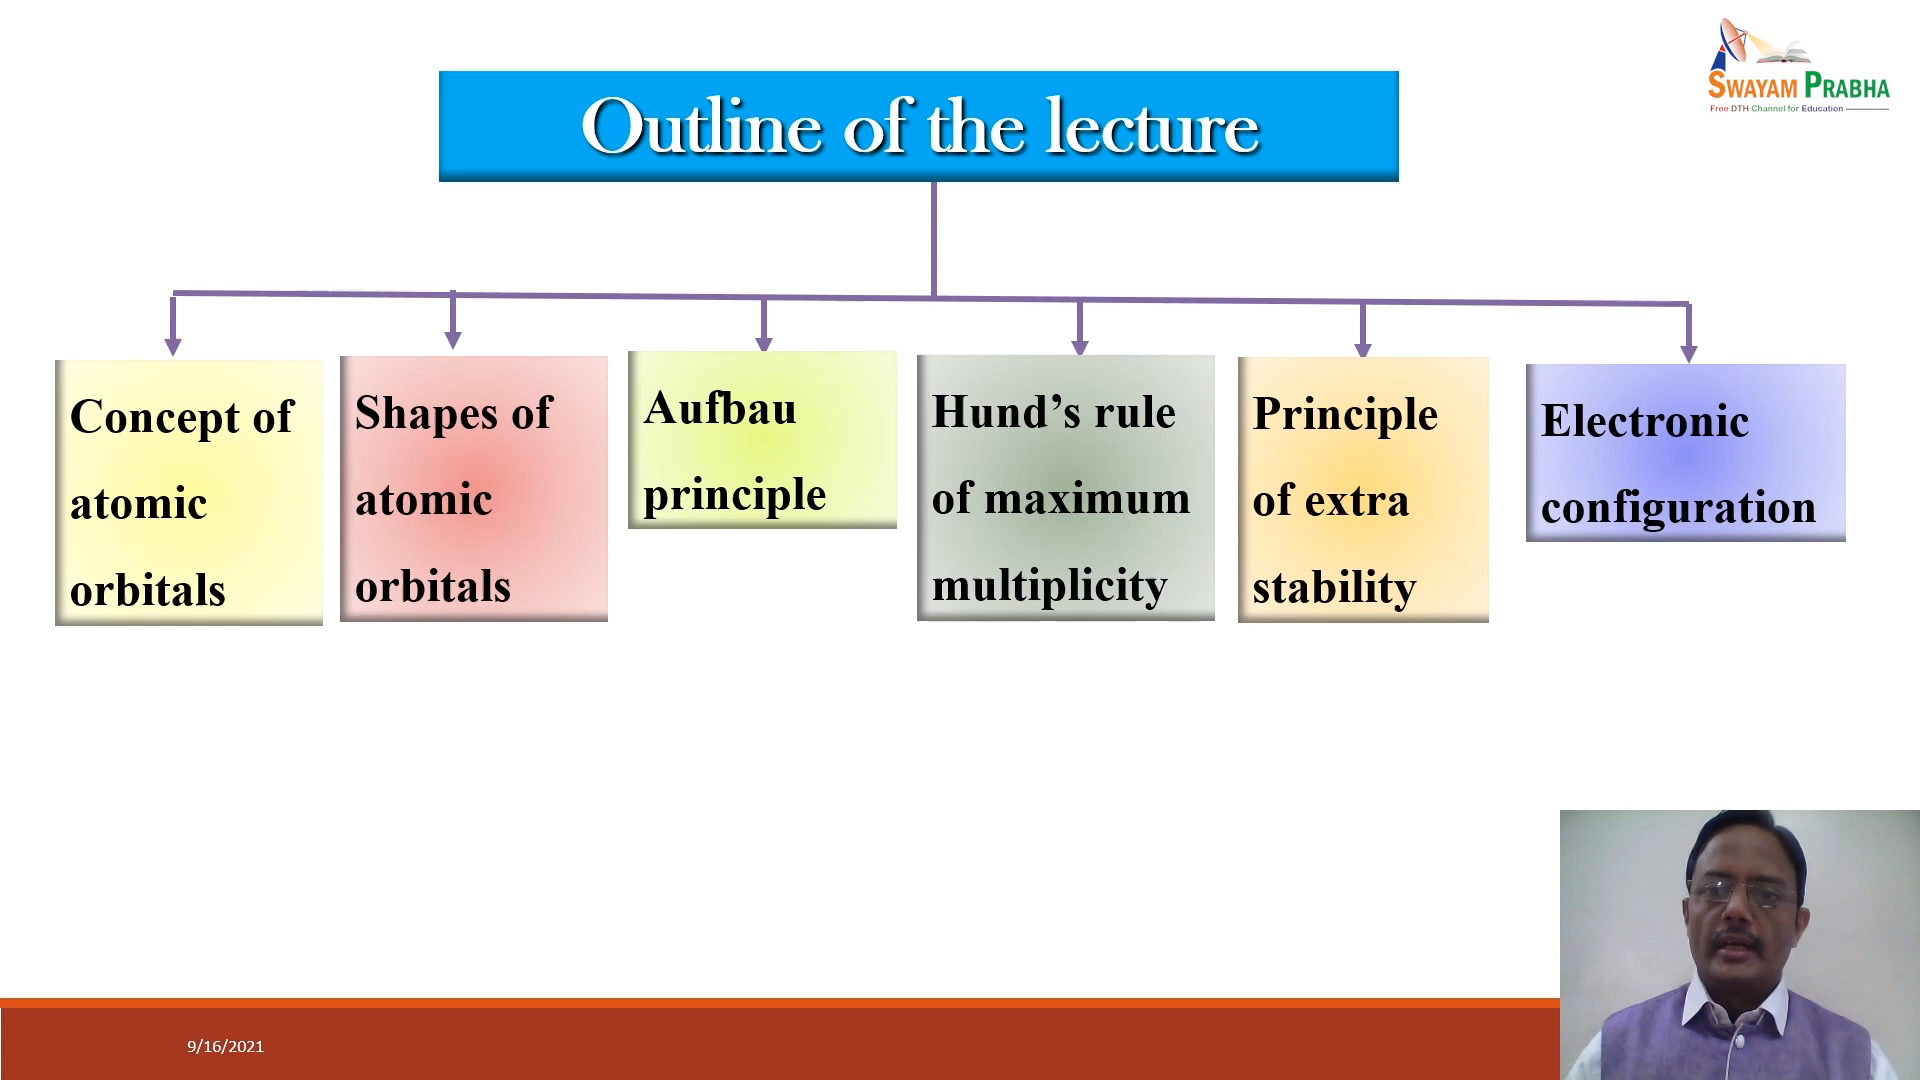 SWAYAM PRABHA
Free DTH Channel for Education
Outline of the lecture
Concept of
atomic
orbitals
Shapes of
atomic
orbitals
Aufbau
principle
Hund’s rule
of maximum
multiplicity
Principle
of extra
stability
Electronic
configuration
9/16/2021